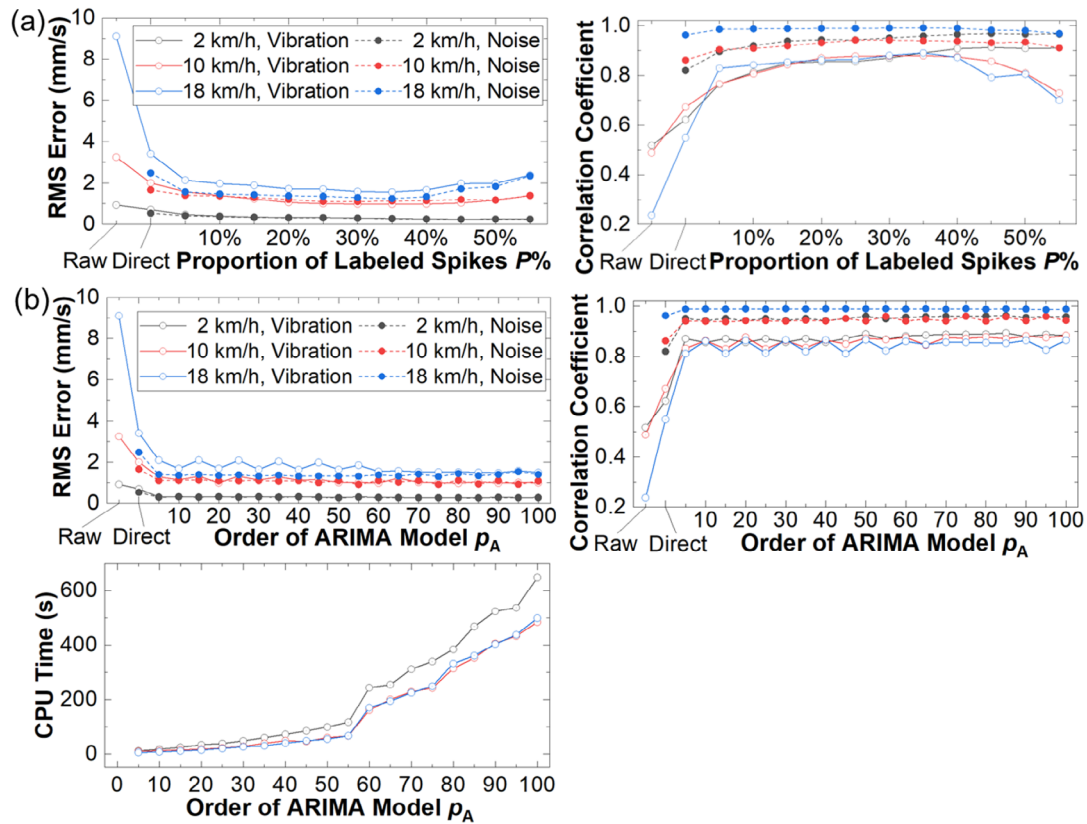 (a)
RMS Error (mm/s)
10
8
6
4
2
0
2 km/h, Vibration
2 km/h, Noise
10 km/h, Vibration
10 km/h, Noise
18 km/h, Vibration
18 km/h, Noise
10% 20% 30% 40% 50%
Raw Direct Proportion of Labeled Spikes P%
Correlation Coefficient
1.0
0.8
0.6
0.4
0.2
10% 20% 30% 40% 50%
Raw Direct Proportion of Labeled Spikes P%
(b)
RMS Error (mm/s)
10
8
6
4
2
0
2 km/h, Vibration
2 km/h, Noise
10 km/h, Vibration
10 km/h, Noise
18 km/h, Vibration
18 km/h, Noise
10 20 30 40 50 60 70 80 90 100
Raw Direct Order of ARIMA Model pA
Correlation Coefficient
1.0
0.8
0.6
0.4
0.2
10 20 30 40 50 60 70 80 90 100
Raw Direct Order of ARIMA Model pA
CPU Time (s)
600
400
200
0
0 10 20 30 40 50 60 70 80 90 100
Order of ARIMA Model pA